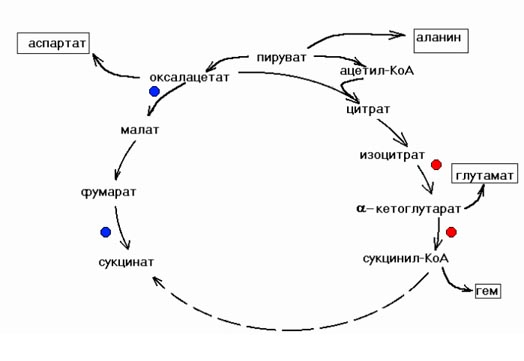 аспартат
аланин
пируват
оксалацетат
ацетил-КоА
цитрат
малат
изоцитрат
глутамат
фумарат
α-кетоглутарат
сукцинат
сукцинил-КоА
гем